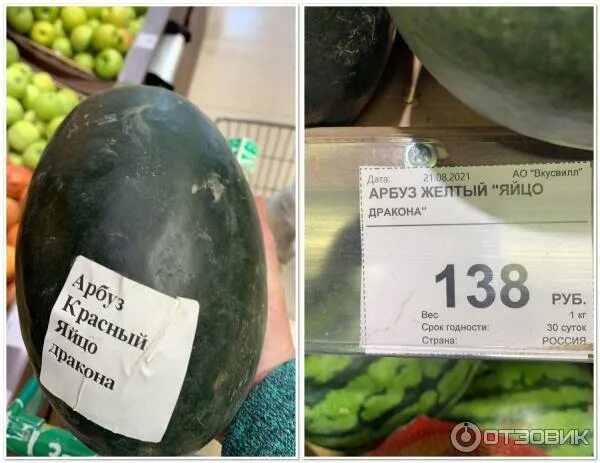 Арбуз
Красный
Яйцо
дракона
Дата: 21.08.2021 АО "Вкусвилл"
АРБУЗ ЖЕЛТЫЙ "ЯЙЦО
ДРАКОНА"
138 РУБ.
Вес 1 кг
Срок годности: 30 суток
Страна: РОССИЯ
ОТЗОВИК